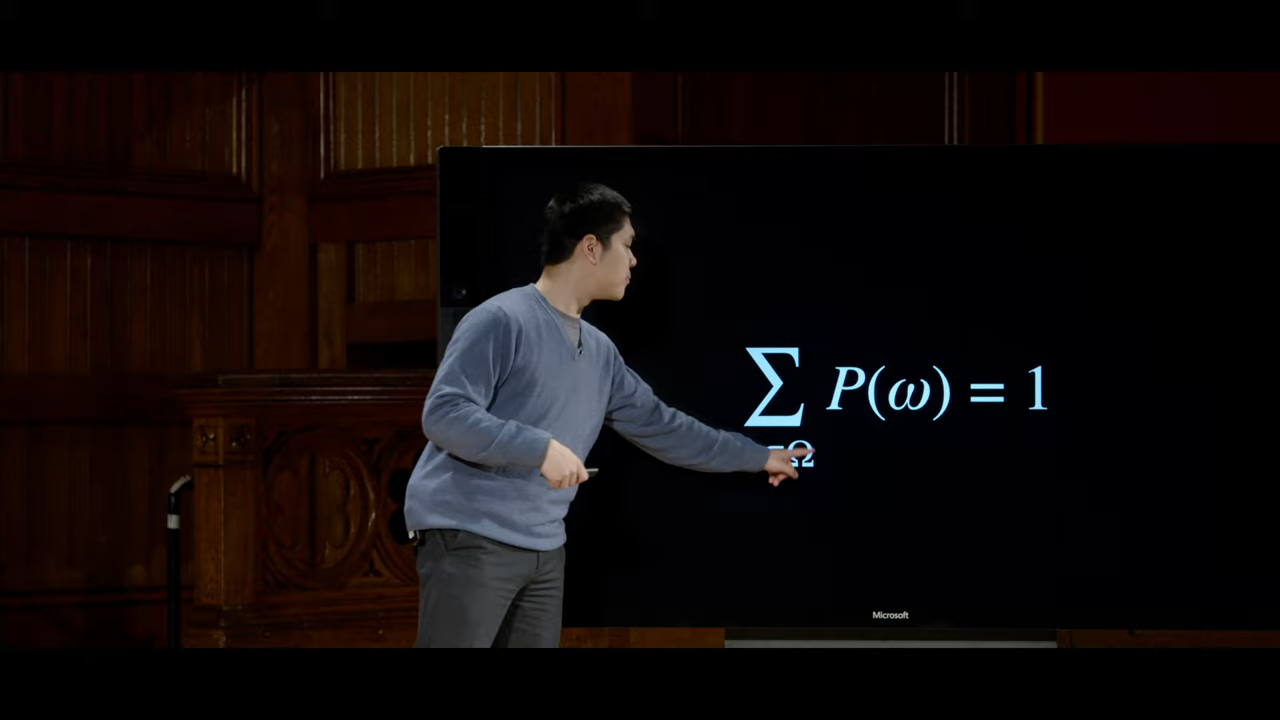 ∑ P(ω) = 1
∈Ω
Microsoft